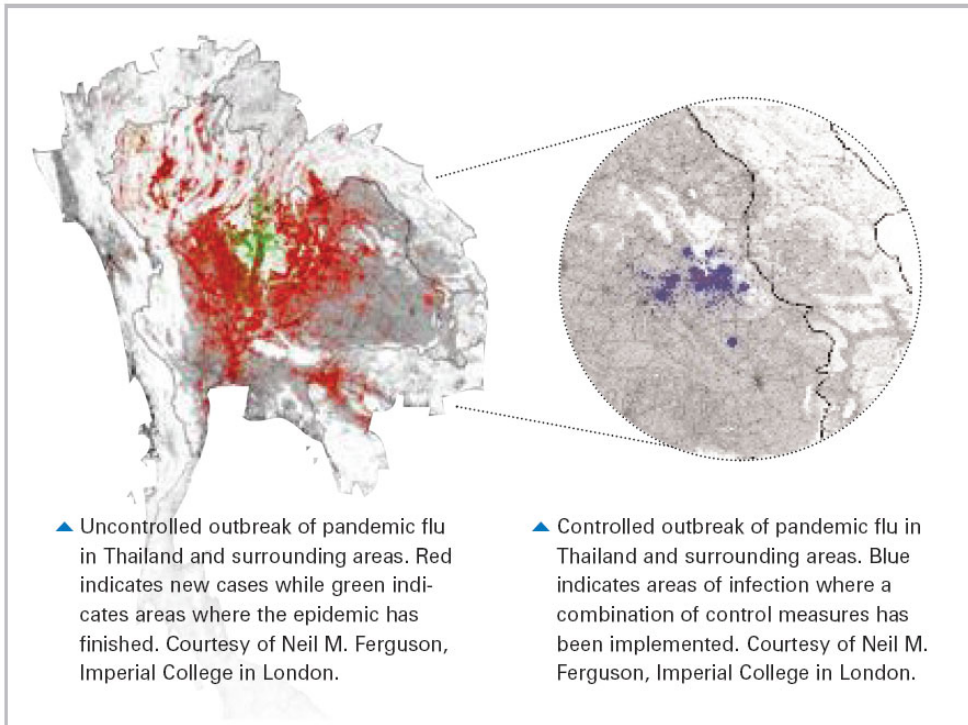 Uncontrolled outbreak of pandemic flu
in Thailand and surrounding areas. Red
indicates new cases while green indi-
cates areas where the epidemic has
finished. Courtesy of Neil M. Ferguson,
Imperial College in London.
Controlled outbreak of pandemic flu in
Thailand and surrounding areas. Blue
indicates areas of infection where a
combination of control measures has
been implemented. Courtesy of Neil M.
Ferguson, Imperial College in London.